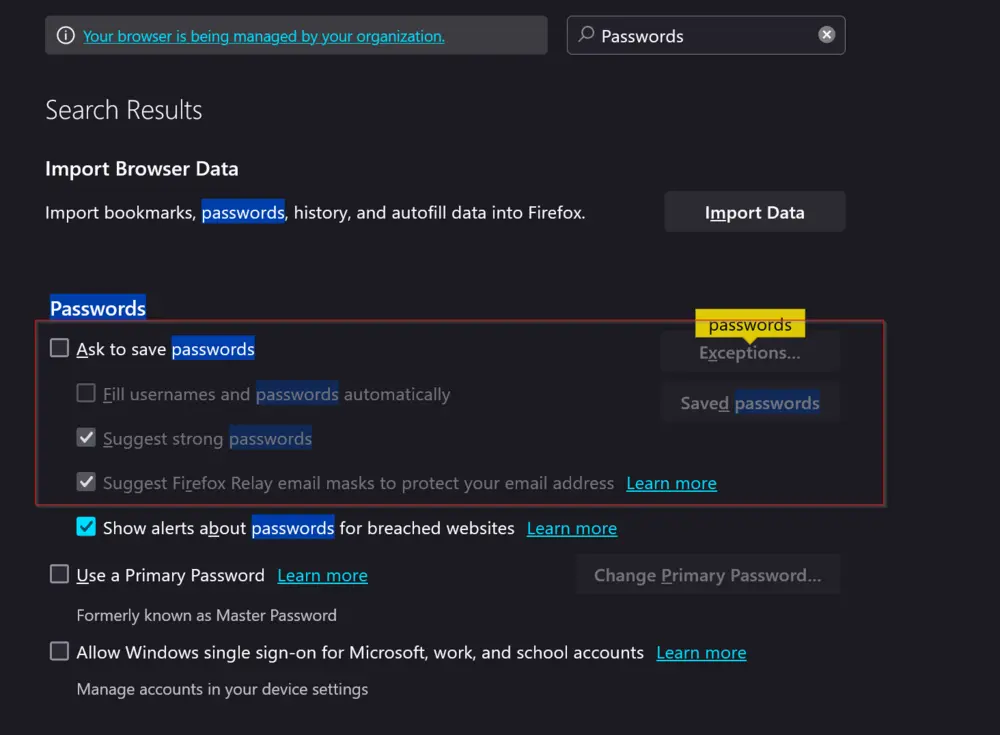 Your browser is being managed by your organization.
Passwords
Search Results
Import Browser Data
Import bookmarks, passwords, history, and autofill data into Firefox.
Import Data
Passwords
passwords
Ask to save passwords
Exceptions...
Fill usernames and passwords automatically
Saved passwords
Suggest strong passwords
Suggest Firefox Relay email masks to protect your email address Learn more
Show alerts about passwords for breached websites Learn more
Use a Primary Password Learn more
Change Primary Password...
Formerly known as Master Password
Allow Windows single sign-on for Microsoft, work, and school accounts Learn more
Manage accounts in your device settings